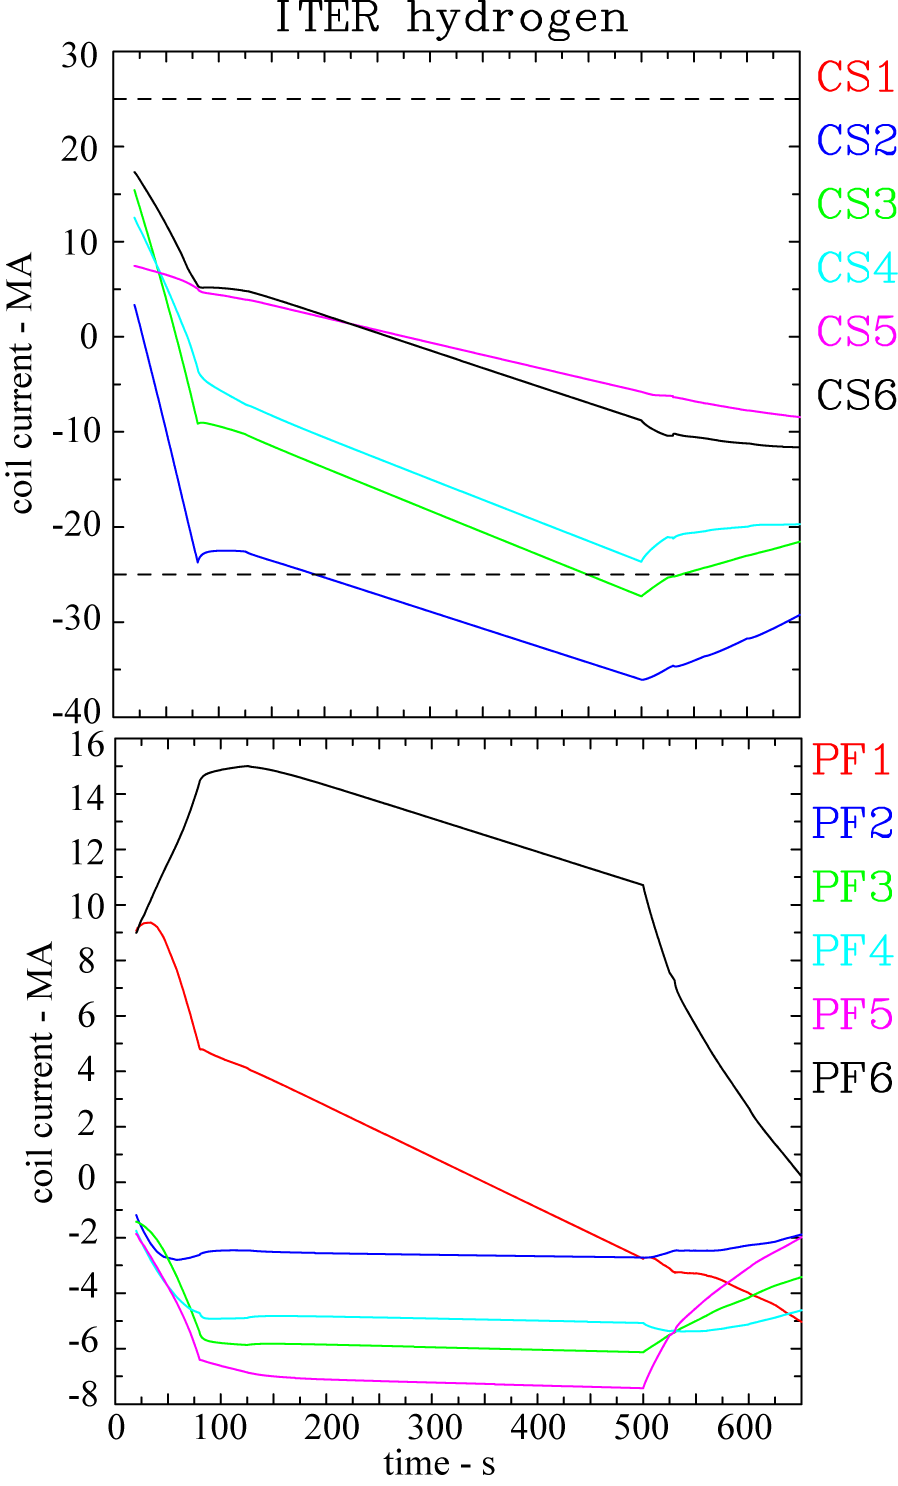 ITER hydrogen
30
20
10
0
-10
-20
-30
-40
coil current - MA
CS1
CS2
CS3
CS4
CS5
CS6
16
14
12
10
8
6
4
2
0
-2
-4
-6
-8
coil current - MA
PF1
PF2
PF3
PF4
PF5
PF6
0 100 200 300 400 500 600
time - s